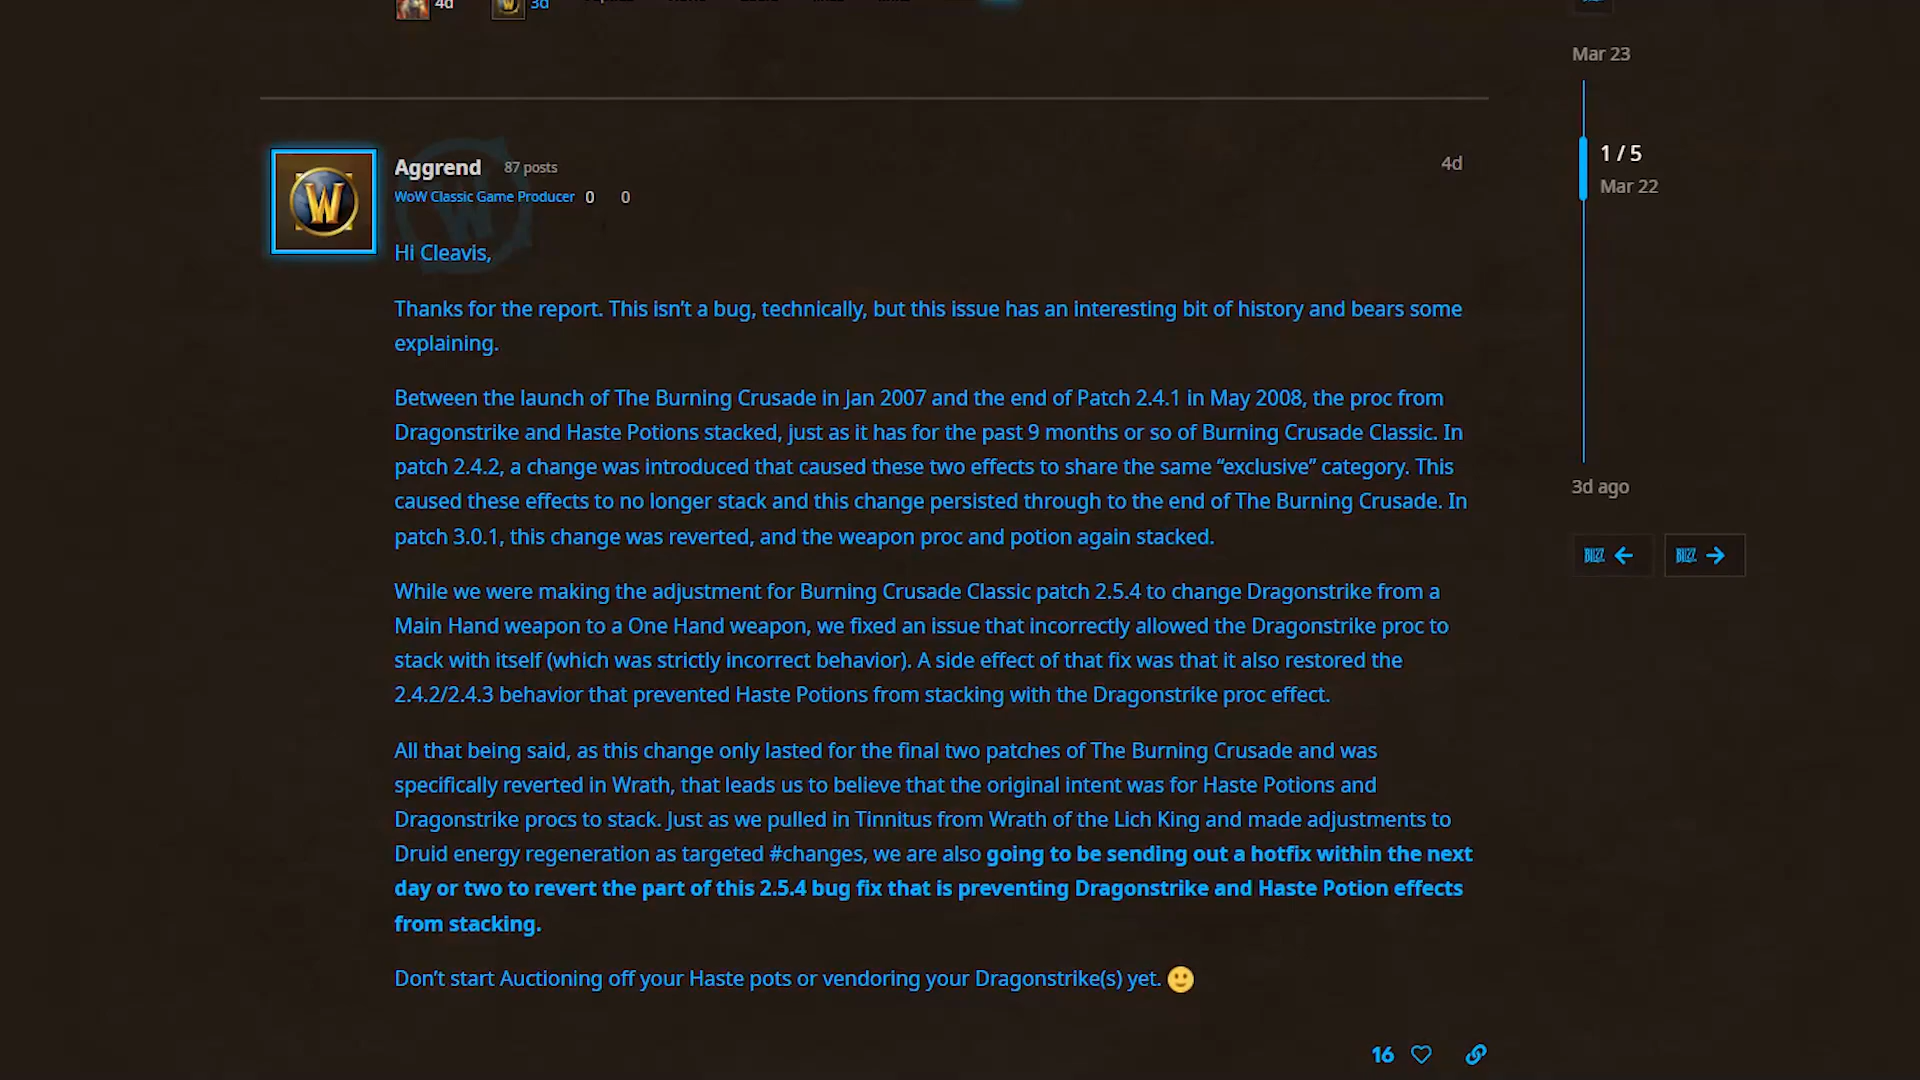 4d 3d
Mar 23
Aggrend 87 posts 4d
WoW Classic Game Producer 0 0
1 / 5
Mar 22
Hi Cleavis,
Thanks for the report. This isn't a bug, technically, but this issue has an interesting bit of history and bears some
explaining.
Between the launch of The Burning Crusade in Jan 2007 and the end of Patch 2.4.1 in May 2008, the proc from
Dragonstrike and Haste Potions stacked, just as it has for the past 9 months or so of Burning Crusade Classic. In
patch 2.4.2, a change was introduced that caused these two effects to share the same “exclusive” category. This
caused these effects to no longer stack and this change persisted through to the end of The Burning Crusade. In
patch 3.0.1, this change was reverted, and the weapon proc and potion again stacked.
3d ago
BLIZZ BLIZZ
While we were making the adjustment for Burning Crusade Classic patch 2.5.4 to change Dragonstrike from a
Main Hand weapon to a One Hand weapon, we fixed an issue that incorrectly allowed the Dragonstrike proc to
stack with itself (which was strictly incorrect behavior). A side effect of that fix was that it also restored the
2.4.2/2.4.3 behavior that prevented Haste Potions from stacking with the Dragonstrike proc effect.
All that being said, as this change only lasted for the final two patches of The Burning Crusade and was
specifically reverted in Wrath, that leads us to believe that the original intent was for Haste Potions and
Dragonstrike procs to stack. Just as we pulled in Tinnitus from Wrath of the Lich King and made adjustments to
Druid energy regeneration as targeted #changes, we are also going to be sending out a hotfix within the next
day or two to revert the part of this 2.5.4 bug fix that is preventing Dragonstrike and Haste Potion effects
from stacking.
Don't start Auctioning off your Haste pots or vendoring your Dragonstrike(s) yet. 🙂
16